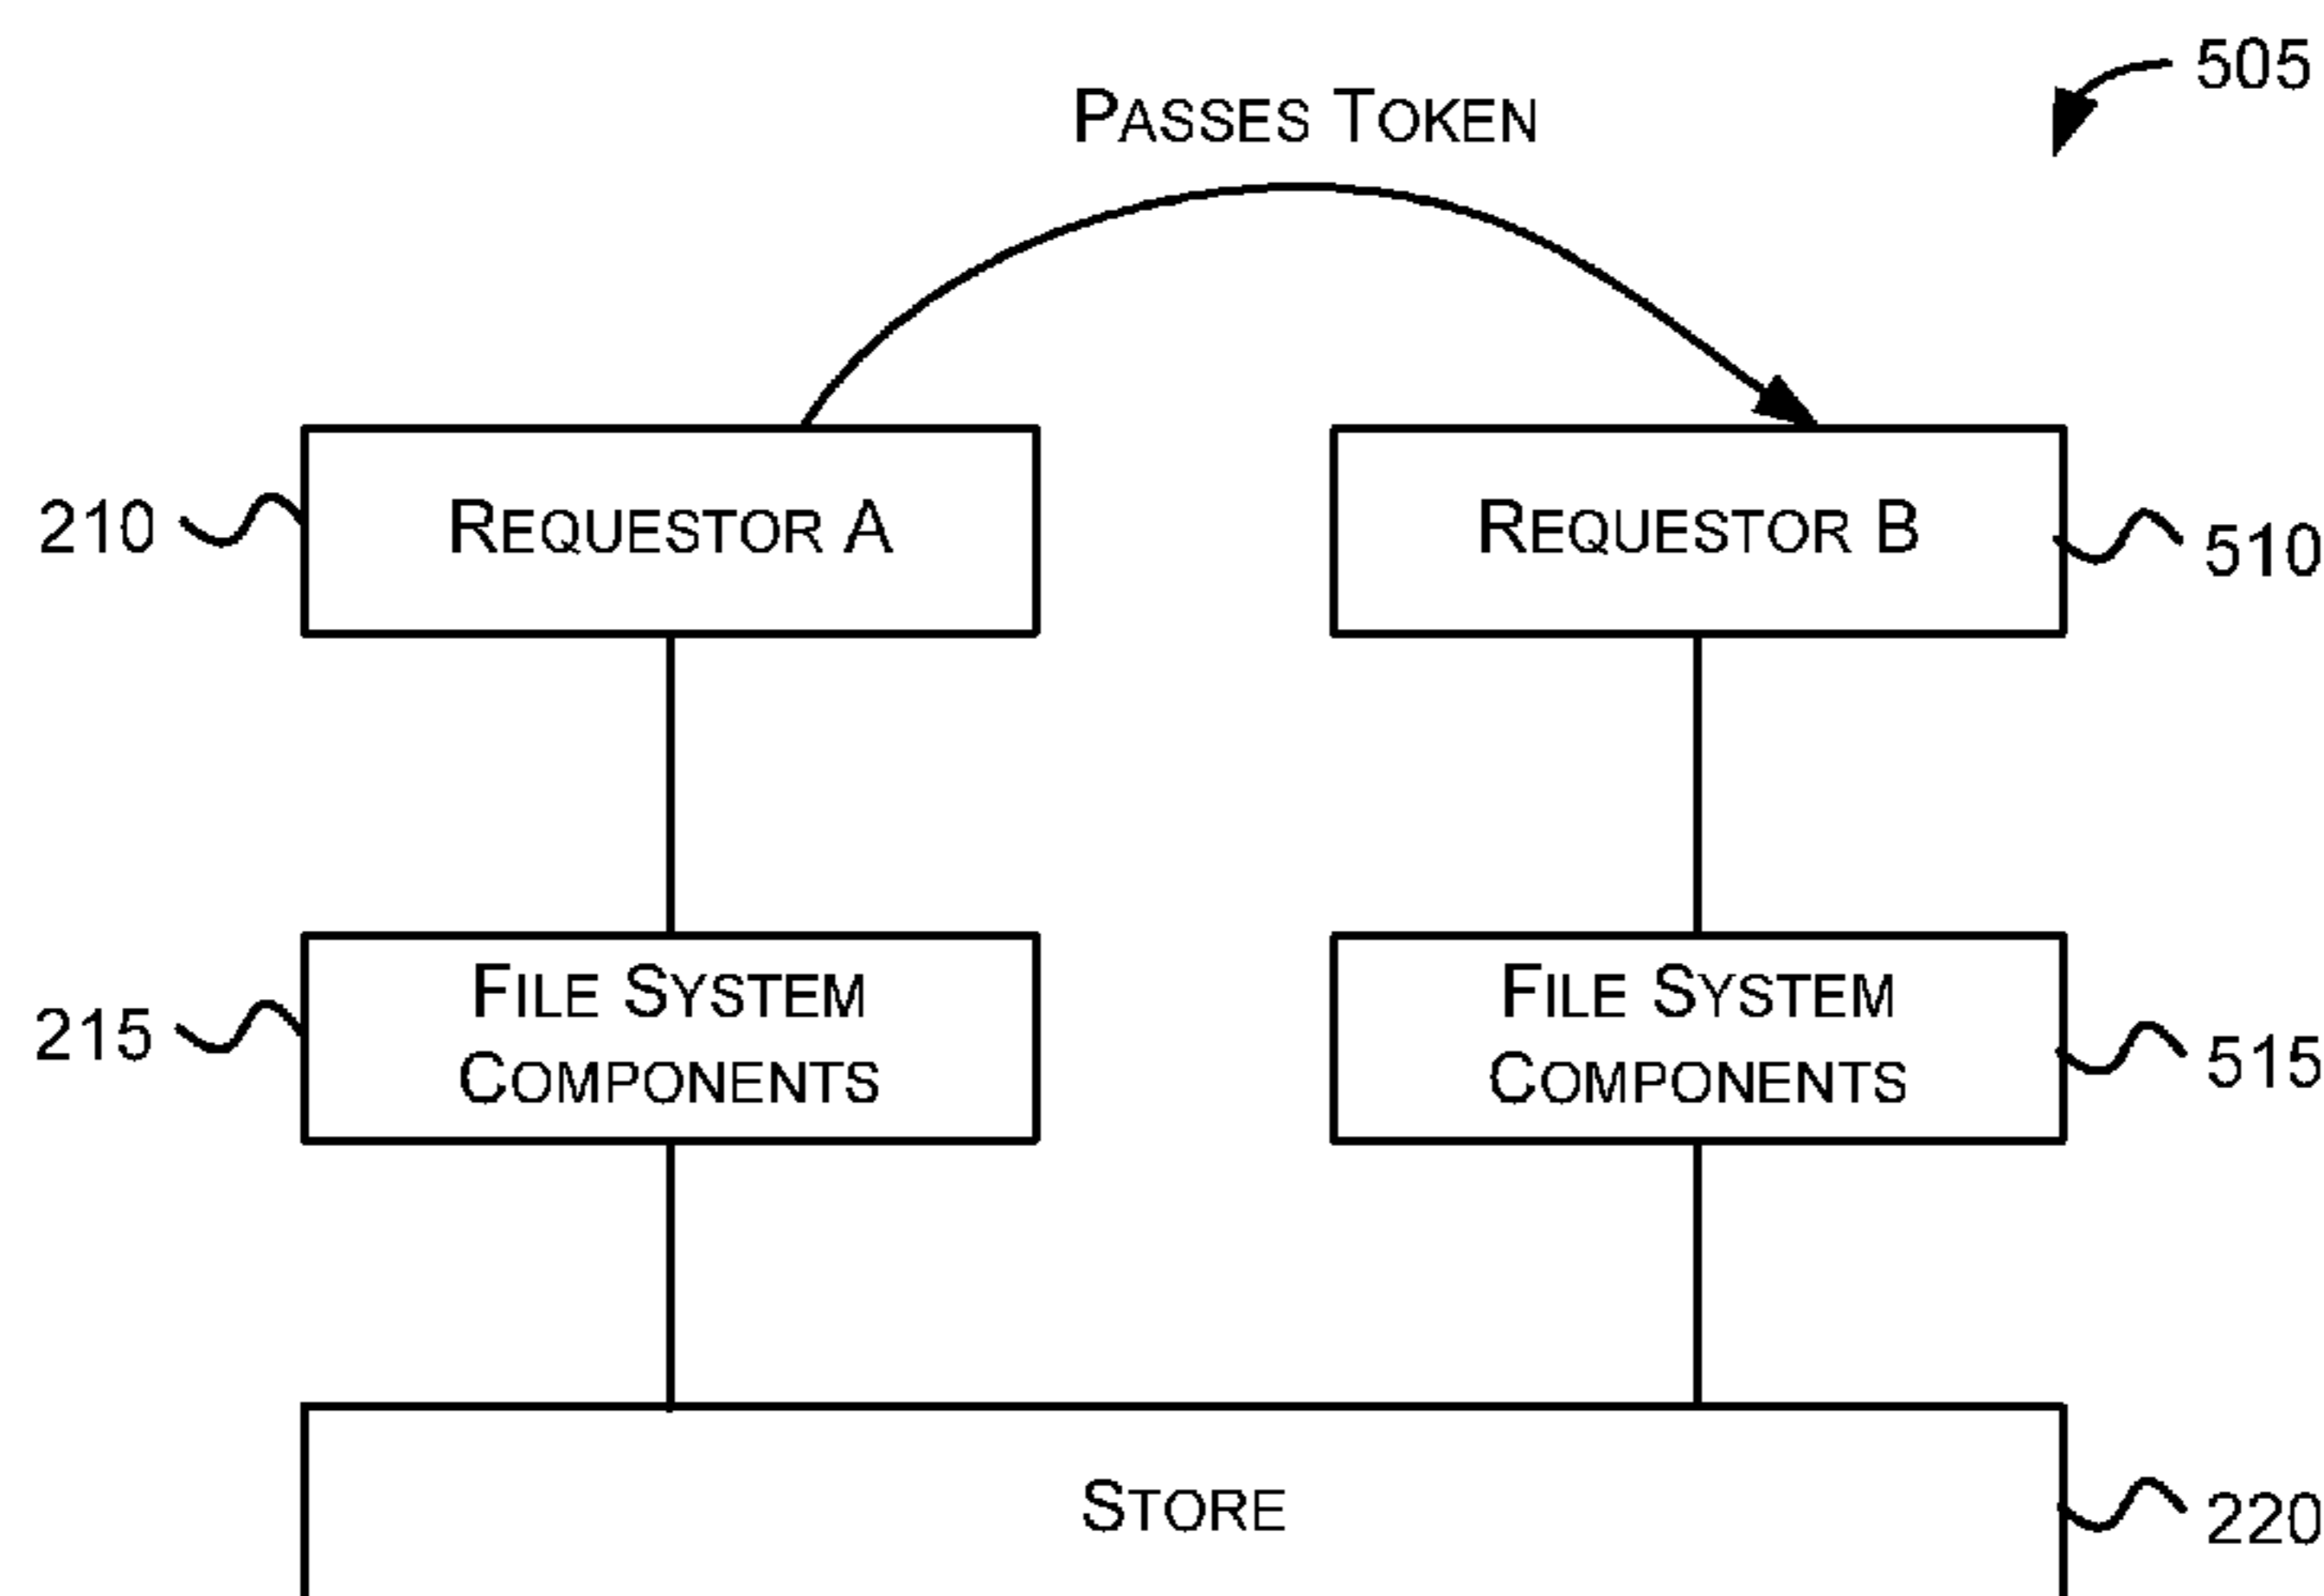 505
PASSES TOKEN
210
REQUESTOR A
REQUESTOR B
510
215
FILE SYSTEM
COMPONENTS
FILE SYSTEM
COMPONENTS
515
STORE
220